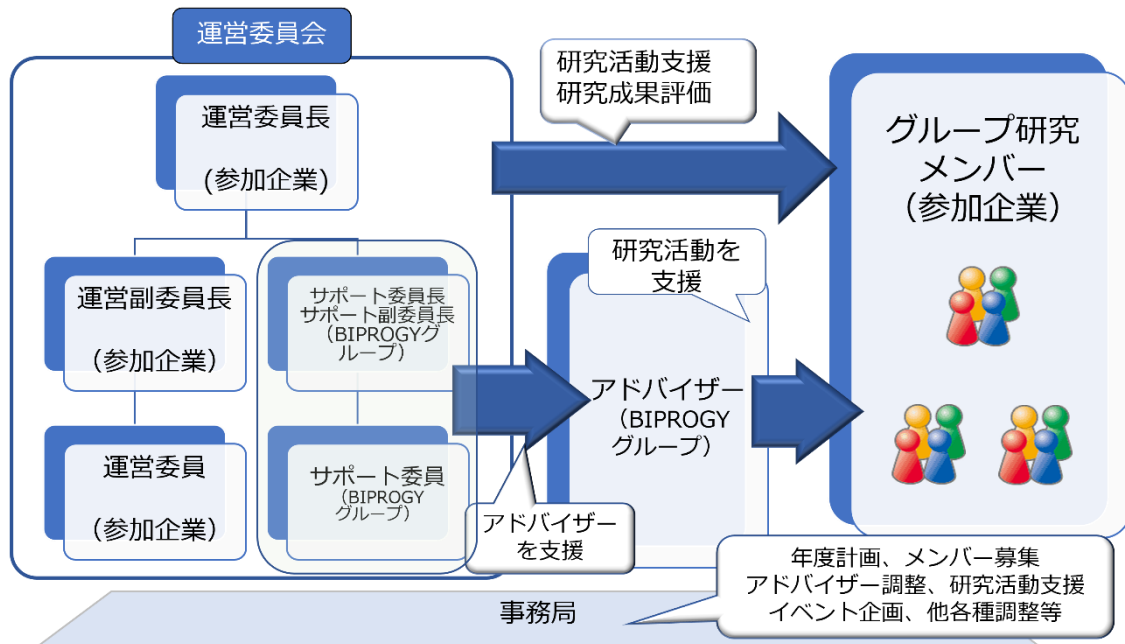 運営委員会
運営委員長
(参加企業)
運営副委員長
(参加企業)
サポート委員長
サポート副委員長
（BIPROGYグ
ループ）
運営委員
(参加企業)
サポート委員
（BIPROGY
グループ）
研究活動支援
研究成果評価
アドバイザー
を支援
アドバイザー
（BIPROGY
グループ）
研究活動を
支援
グループ研究
メンバー
（参加企業）
事務局
年度計画、メンバー募集
アドバイザー調整、研究活動支援
イベント企画、他各種調整等